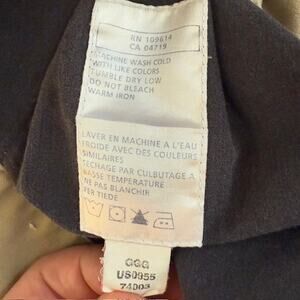 RN 109614
CA 04719
MACHINE WASH COLD
WITH LIKE COLORS
TUMBLE DRY LOW
DO NOT BLEACH
WARM IRON
LAVER EN MACHINE A L'EAU
FROIDE AVEC DES COULEURS
SIMILAIRES
SECHAGE PAR CULBUTAGE A
BASSE TEMPERATURE
NE PAS BLANCHIR
FER TIEDE
GGG
US0955
74003